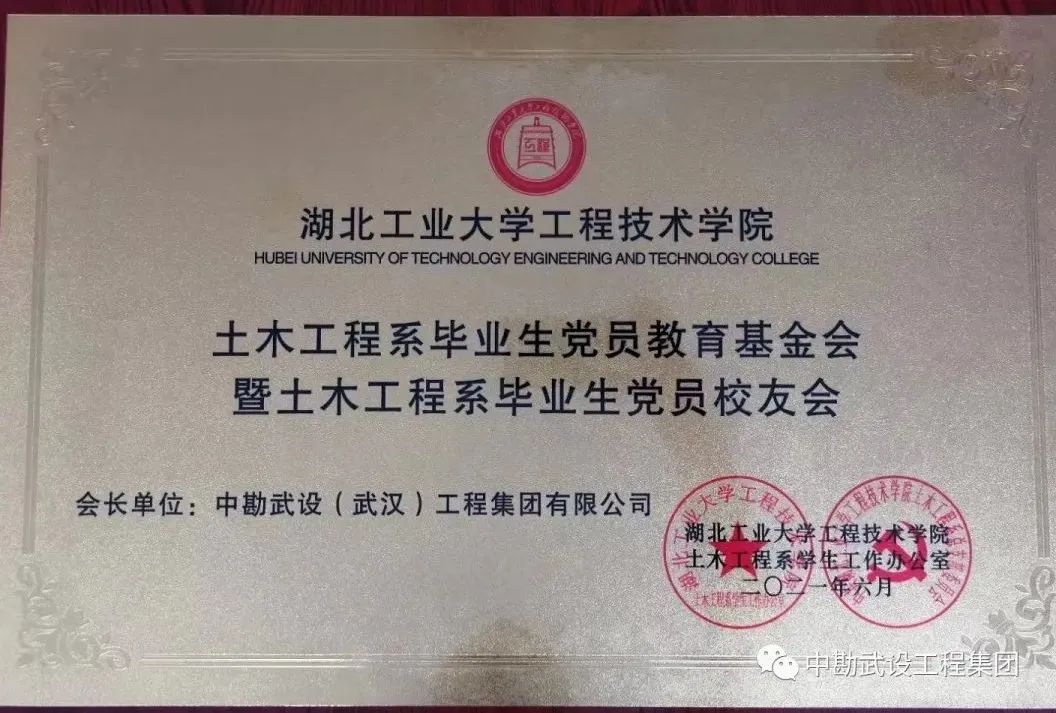 湖北工业大学工程技术学院
HUBEI UNIVERSITY OF TECHNOLOGY ENGINEERING AND TECHNOLOGY COLLEGE
土木工程系毕业生党员教育基金会
暨土木工程系毕业生党员校友会
会长单位：中勘武设（武汉）工程集团有限公司
湖北工业大学工程技术学院
土木工程系学生工作办公室
二〇二一年六月
中勘武设工程集团